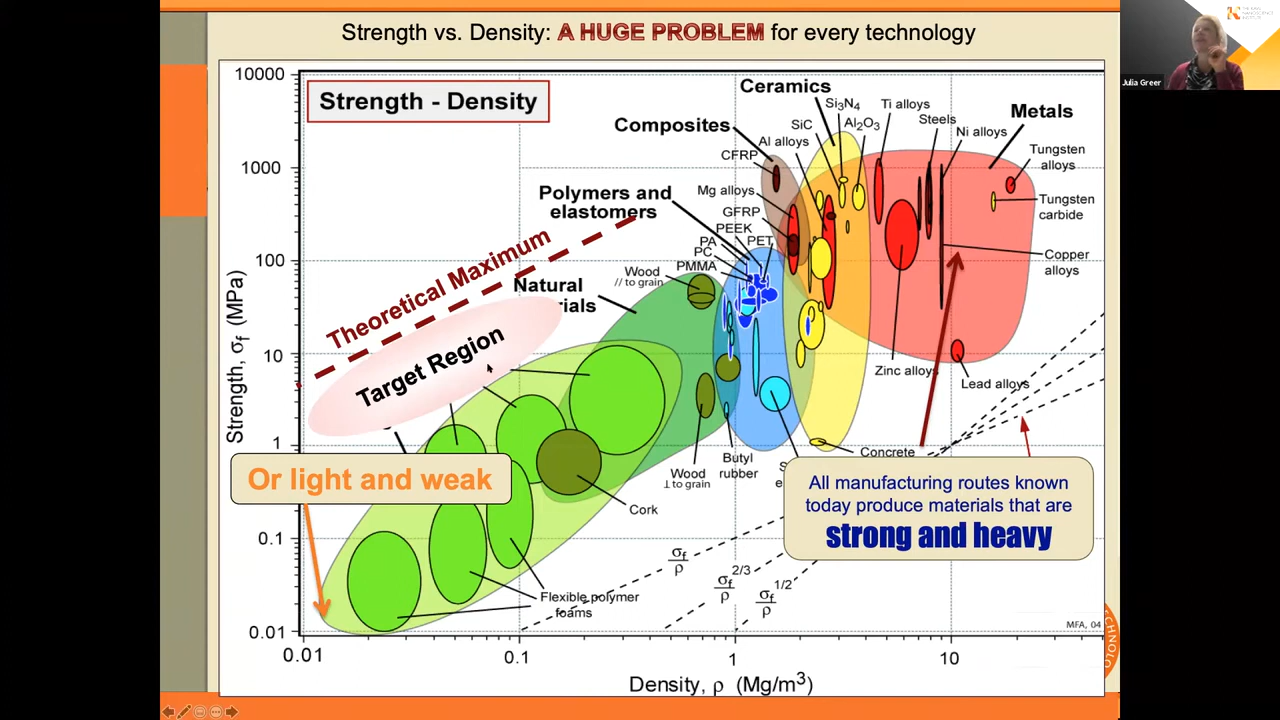 Strength vs. Density: A HUGE PROBLEM for every technology
Julia Greer
Strength - Density
Ceramics
Si3N4
Ti alloys
Composites
SiC
Al2O3
Steels
Metals
Al alloys
Ni alloys
CFRP
Tungsten
alloys
Polymers and
elastomers
Mg alloys
GFRP
Tungsten
carbide
PEEK
PA
PET
PC
PMMA
Wood
// to grain
Copper
alloys
Theoretical Maximum
Natural
Target Region
Zinc alloys
Lead alloys
Concrete
Butyl
rubber
Wood
⊥ to grain
Cork
Or light and weak
All manufacturing routes known
today produce materials that are
strong and heavy
Flexible polymer
foams
σf
ρ
σf2/3
ρ
σf1/2
ρ
MFA, 04
10000
1000
100
10
1
0.1
0.01
Strength, σf (MPa)
0.01
0.1
1
10
Density, ρ (Mg/m3)